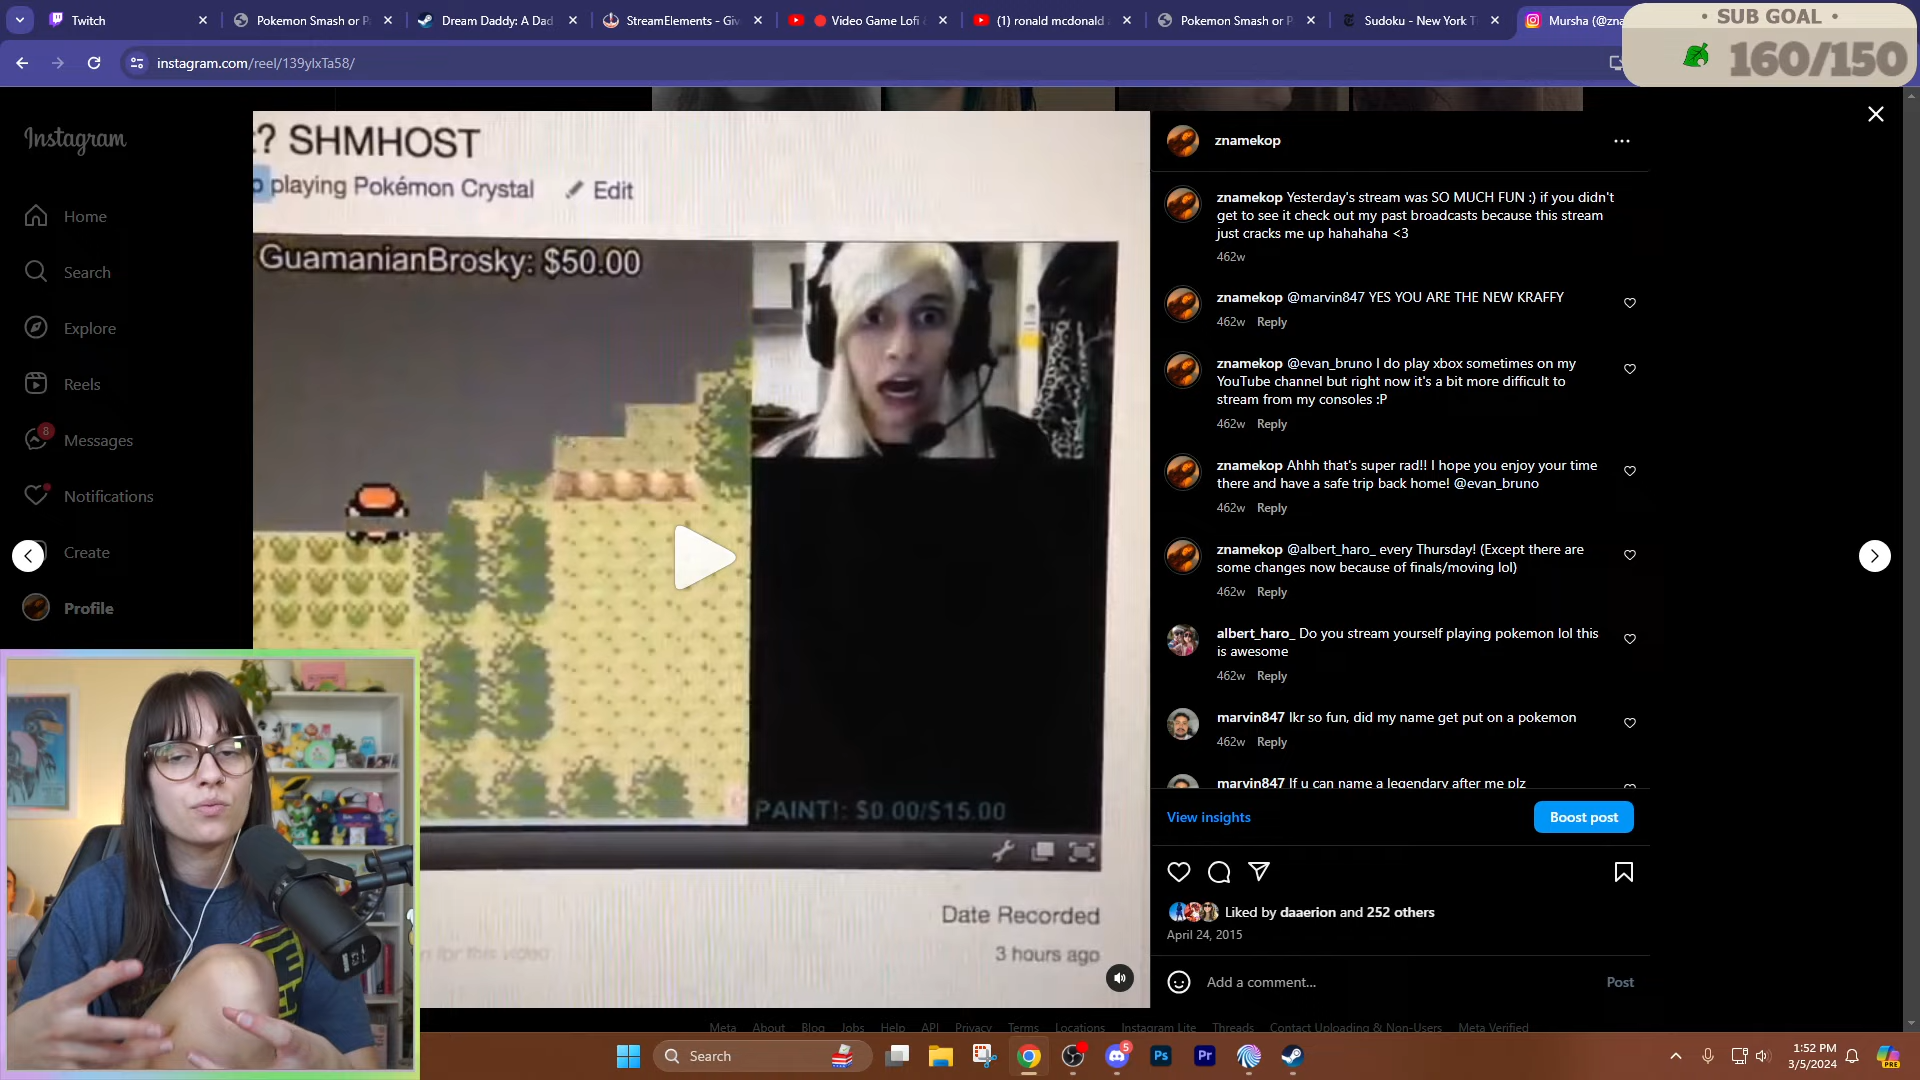 Twitch
Pokemon Smash or P
Dream Daddy: A Dad
StreamElements - Giv
Video Game Lofi
(1) ronald mcdonald
Pokemon Smash or P
Sudoku - New York T
Mursha (@zna
• SUB GOAL •
160/150
instagram.com/reel/139ylxTa58/
Instagram
Home
Search
Explore
Reels
8
Messages
Notifications
Create
Profile
? SHMHOST
playing Pokémon Crystal
Edit
GuamanianBrosky: $50.00
PAINT!: $0.00/$15.00
Date Recorded
3 hours ago
for this video
znamekop
znamekop Yesterday's stream was SO MUCH FUN :) if you didn't
get to see it check out my past broadcasts because this stream
just cracks me up hahahaha <3
462w
znamekop @marvin847 YES YOU ARE THE NEW KRAFFY
462w Reply
znamekop @evan_bruno I do play xbox sometimes on my
YouTube channel but right now it's a bit more difficult to
stream from my consoles :P
462w Reply
znamekop Ahhh that's super rad!! I hope you enjoy your time
there and have a safe trip back home! @evan_bruno
462w Reply
znamekop @albert_haro_ every Thursday! (Except there are
some changes now because of finals/moving lol)
462w Reply
albert_haro_ Do you stream yourself playing pokemon lol this
is awesome
462w Reply
marvin847 Ikr so fun, did my name get put on a pokemon
462w Reply
marvin847 If u can name a legendary after me plz
View insights
Boost post
Liked by daaerion and 252 others
April 24, 2015
Add a comment...
Post
Meta About Blog Jobs Help API Privacy Terms Locations Instagram Lite Threads Contact Uploading & Non-Users Meta Verified
Search
5
Ps
Pr
1:52 PM
3/5/2024
PRE